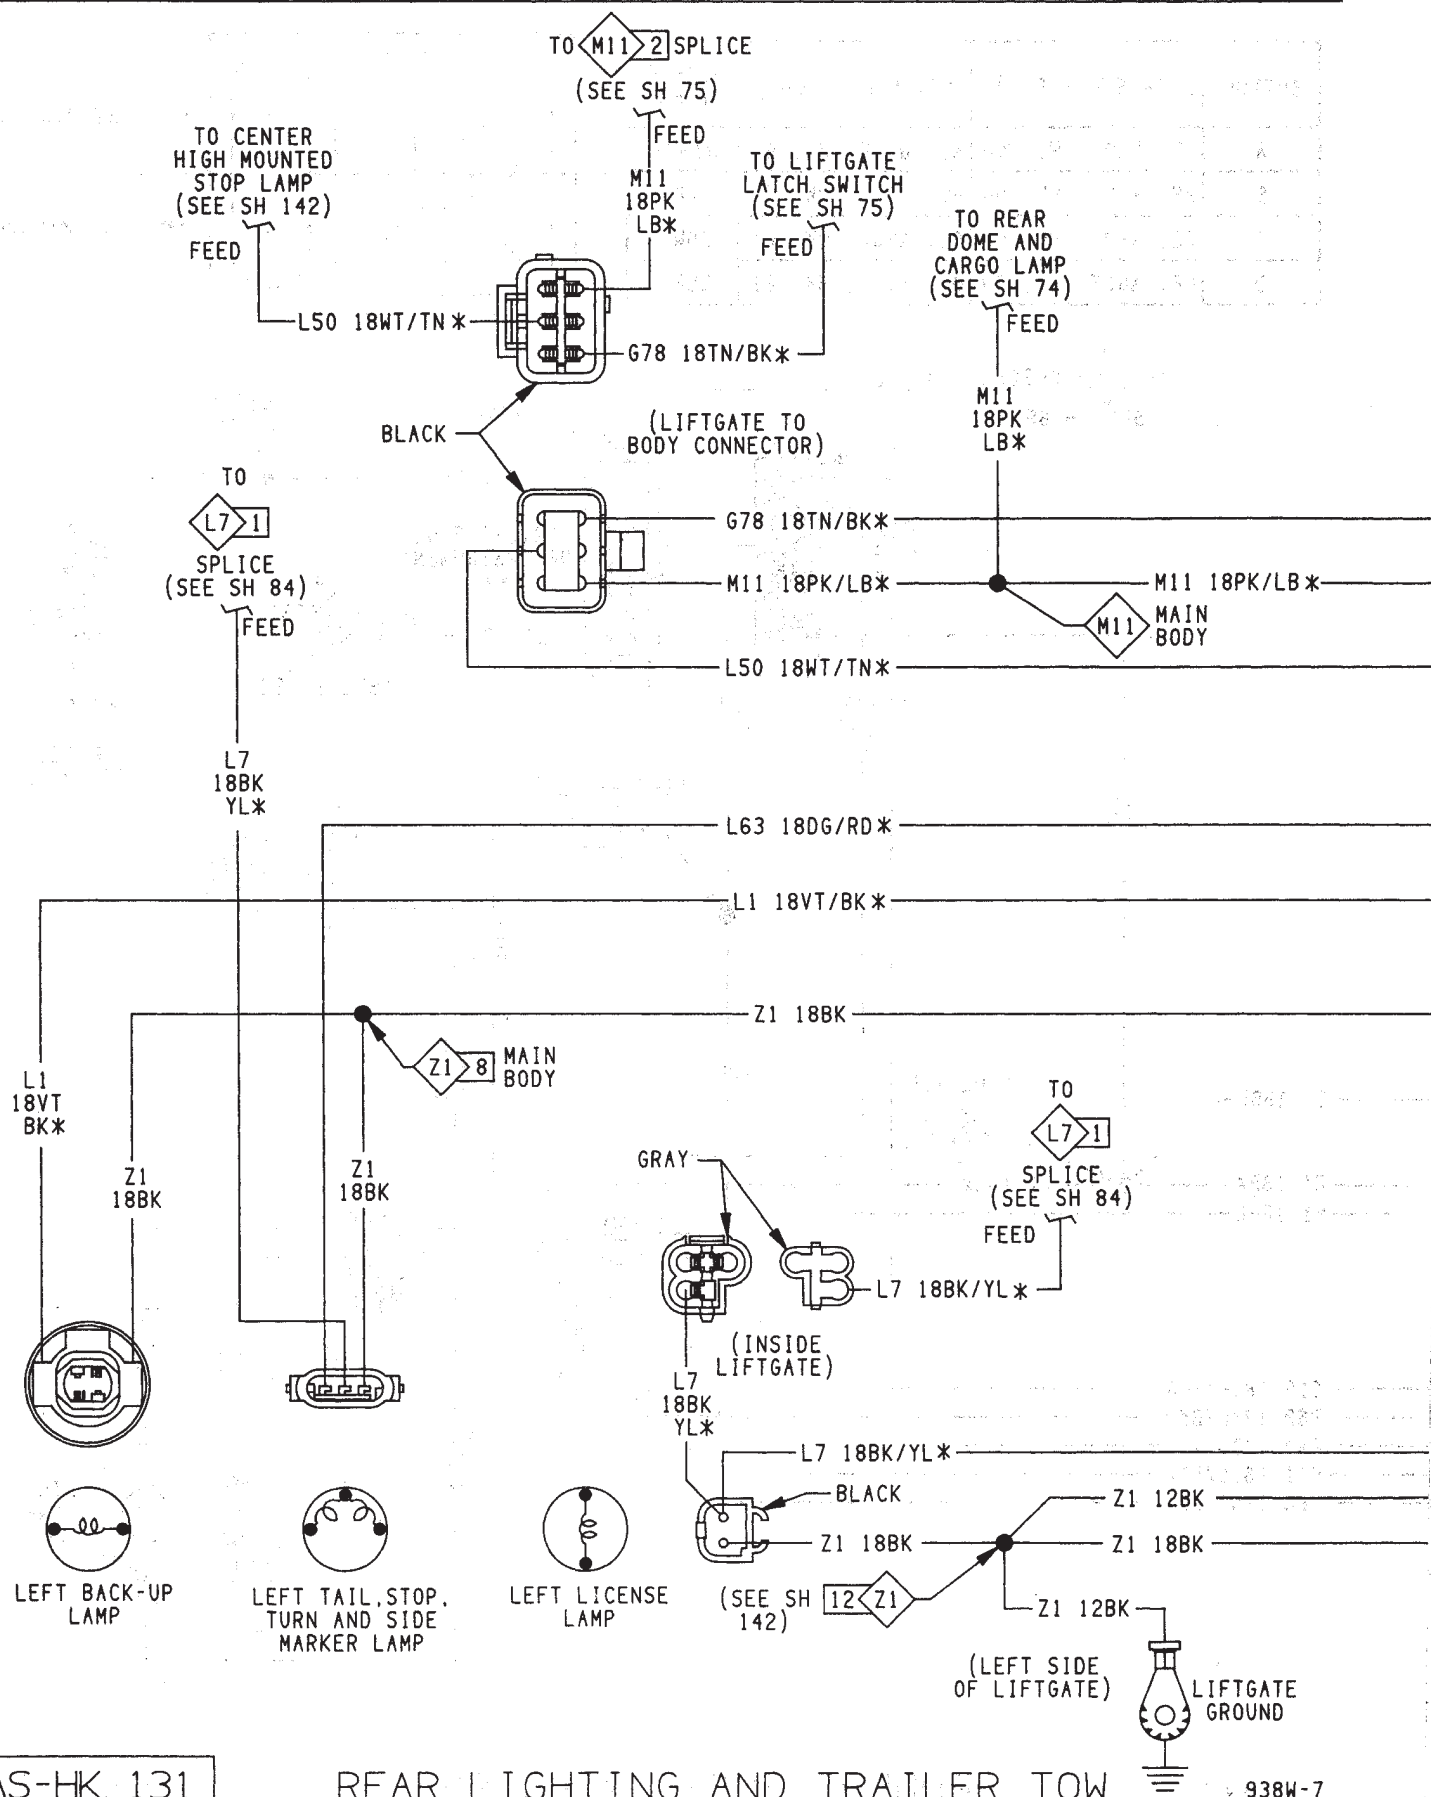 TO M11 2 SPLICE
(SEE SH 75)
FEED
TO CENTER
HIGH MOUNTED
STOP LAMP
(SEE SH 142)
FEED
M11
18PK
LB*
TO LIFTGATE
LATCH SWITCH
(SEE SH 75)
FEED
TO REAR
DOME AND
CARGO LAMP
(SEE SH 74)
FEED
L50 18WT/TN*
G78 18TN/BK*
M11
18PK
LB*
BLACK
(LIFTGATE TO
BODY CONNECTOR)
TO
L7 1
SPLICE
(SEE SH 84)
FEED
G78 18TN/BK*
M11 18PK/LB*
M11 18PK/LB*
M11
MAIN
BODY
L50 18WT/TN*
L7
18BK
YL*
L63 18DG/RD*
L1 18VT/BK*
Z1 18BK
Z1 8
MAIN
BODY
L1
18VT
BK*
Z1
18BK
Z1
18BK
TO
L7 1
SPLICE
(SEE SH 84)
FEED
GRAY
L7 18BK/YL*
(INSIDE
LIFTGATE)
L7
18BK
YL*
L7 18BK/YL*
BLACK
Z1 12BK
Z1 18BK
Z1 18BK
LEFT BACK-UP
LAMP
LEFT TAIL,STOP,
TURN AND SIDE
MARKER LAMP
LEFT LICENSE
LAMP
(SEE SH
142)
12 Z1
Z1 12BK
(LEFT SIDE
OF LIFTGATE)
LIFTGATE
GROUND
AS-HK 131
REAR LIGHTING AND TRAILER TOW
938W-7